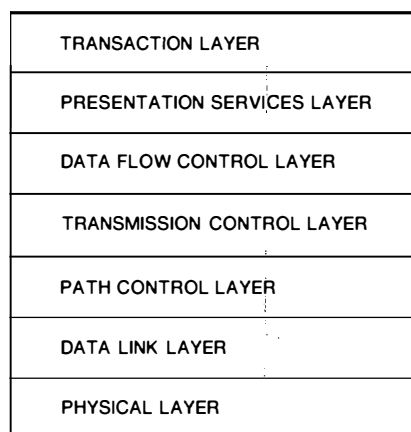 TRANSACTION LAYER
PRESENTATION SERVICES LAYER
DATA FLOW CONTROL LAYER
TRANSMISSION CONTROL LAYER
PATH CONTROL LAYER
DATA LINK LAYER
PHYSICAL LAYER